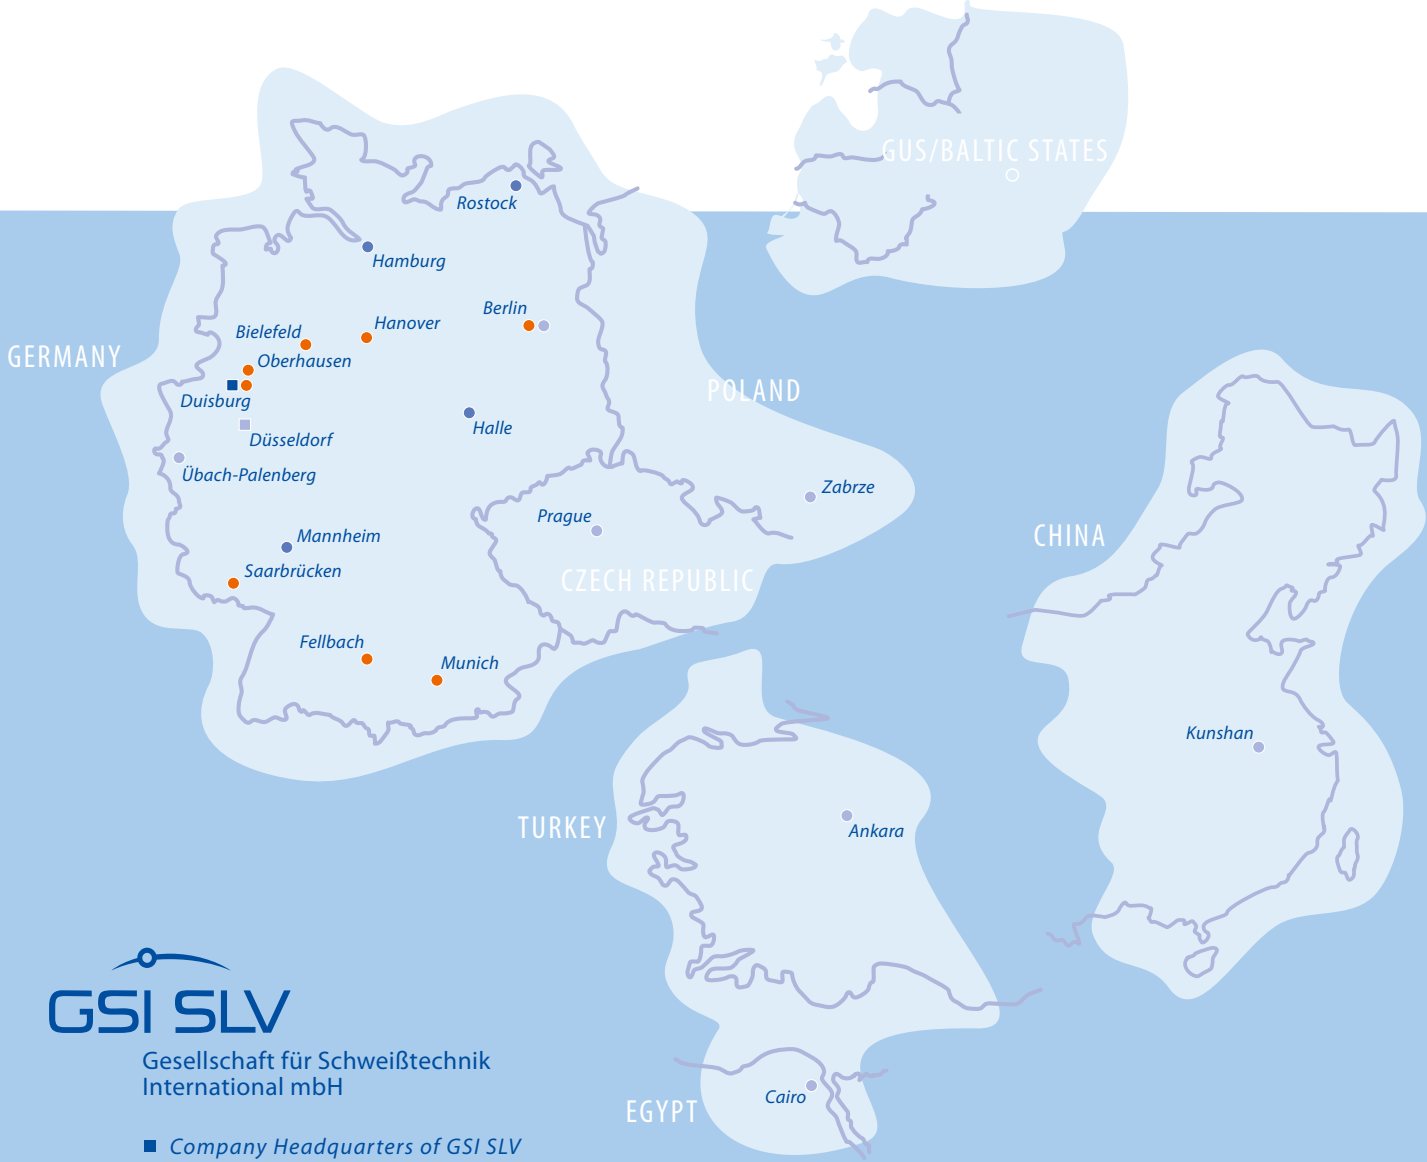 GUS/BALTIC STATES
Rostock
Hamburg
Berlin
Hanover
Bielefeld
GERMANY
Oberhausen
POLAND
Duisburg
Halle
Düsseldorf
Übach-Palenberg
Zabrze
Prague
CHINA
Mannheim
Saarbrücken
CZECH REPUBLIC
Fellbach
Munich
Kunshan
TURKEY
Ankara
GSI SLV
Gesellschaft für Schweißtechnik
International mbH
Cairo
EGYPT
Company Headquarters of GSI SLV